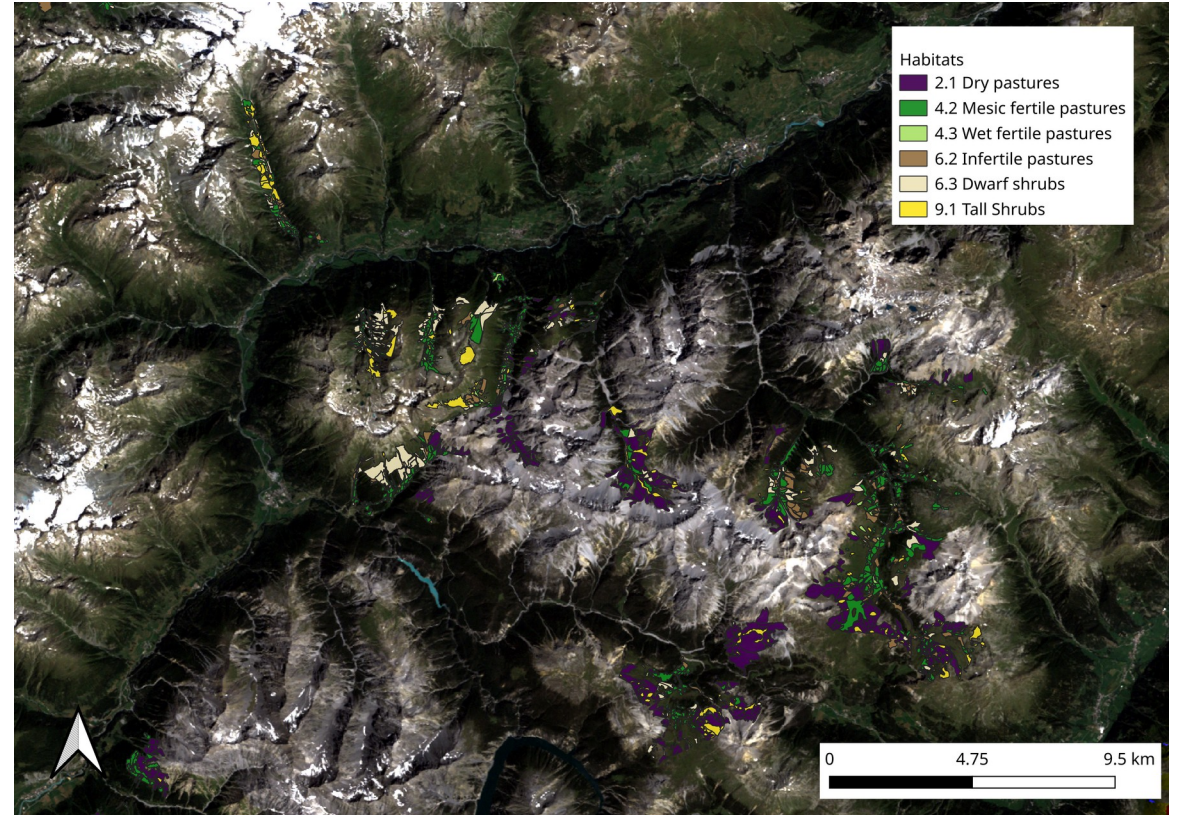 Habitats
2.1 Dry pastures
4.2 Mesic fertile pastures
4.3 Wet fertile pastures
6.2 Infertile pastures
6.3 Dwarf shrubs
9.1 Tall Shrubs
0 4.75 9.5 km